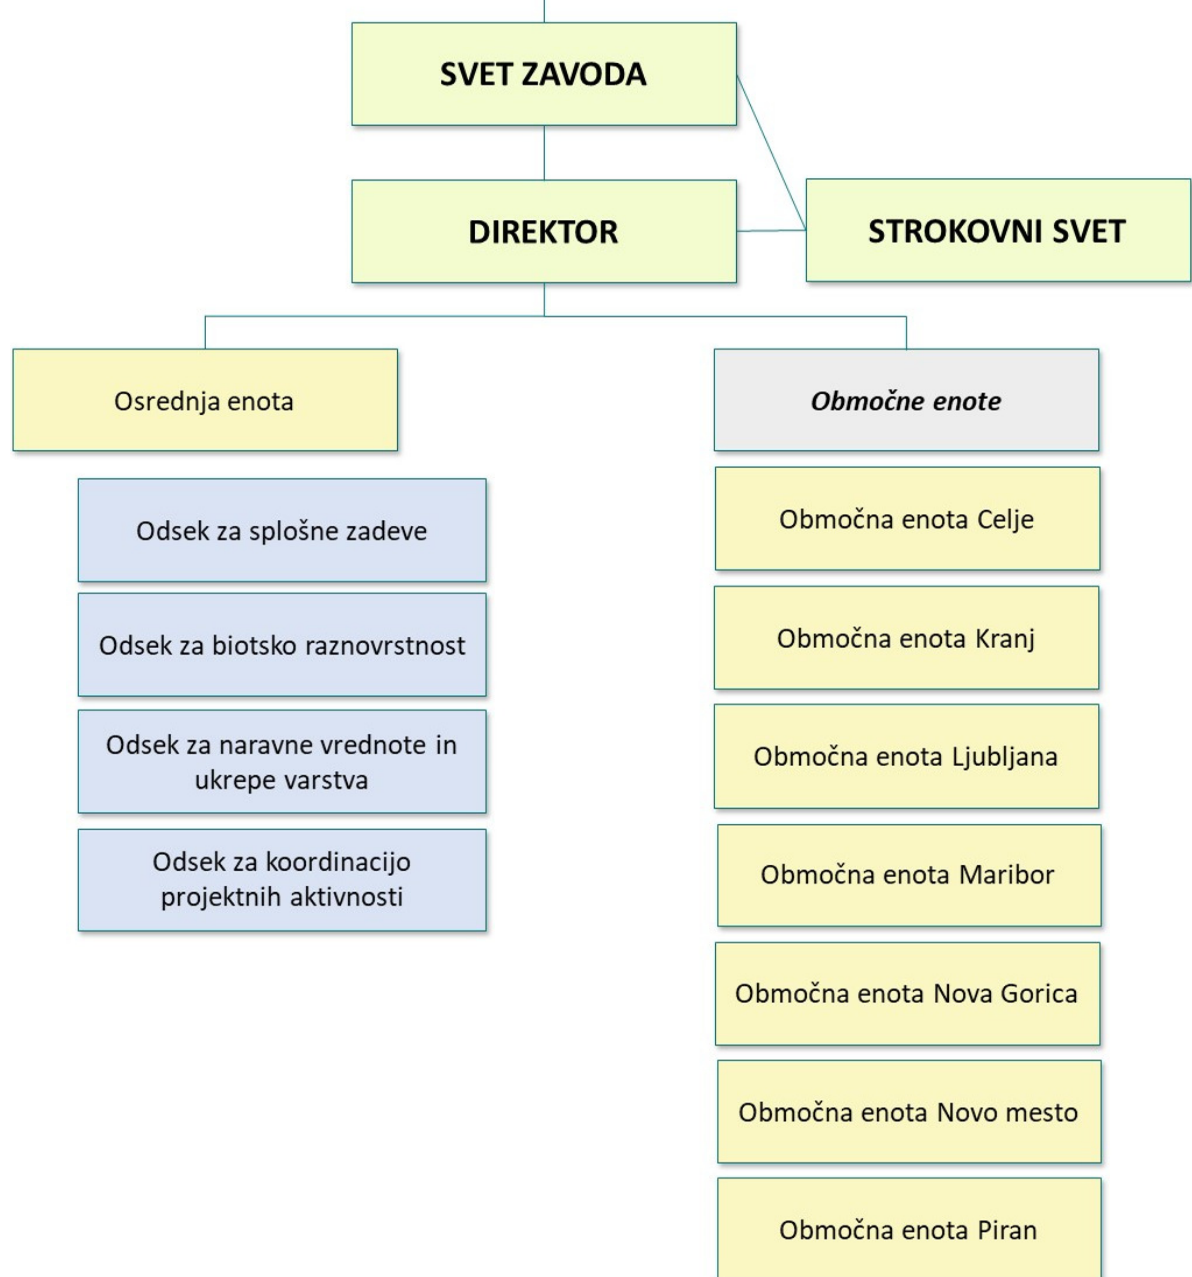 SVET ZAVODA
DIREKTOR
STROKOVNI SVET
Osrednja enota
Odsek za splošne zadeve
Odsek za biotsko raznovrstnost
Odsek za naravne vrednote in
ukrepe varstva
Odsek za koordinacijo
projektnih aktivnosti
Območne enote
Območna enota Celje
Območna enota Kranj
Območna enota Ljubljana
Območna enota Maribor
Območna enota Nova Gorica
Območna enota Novo mesto
Območna enota Piran